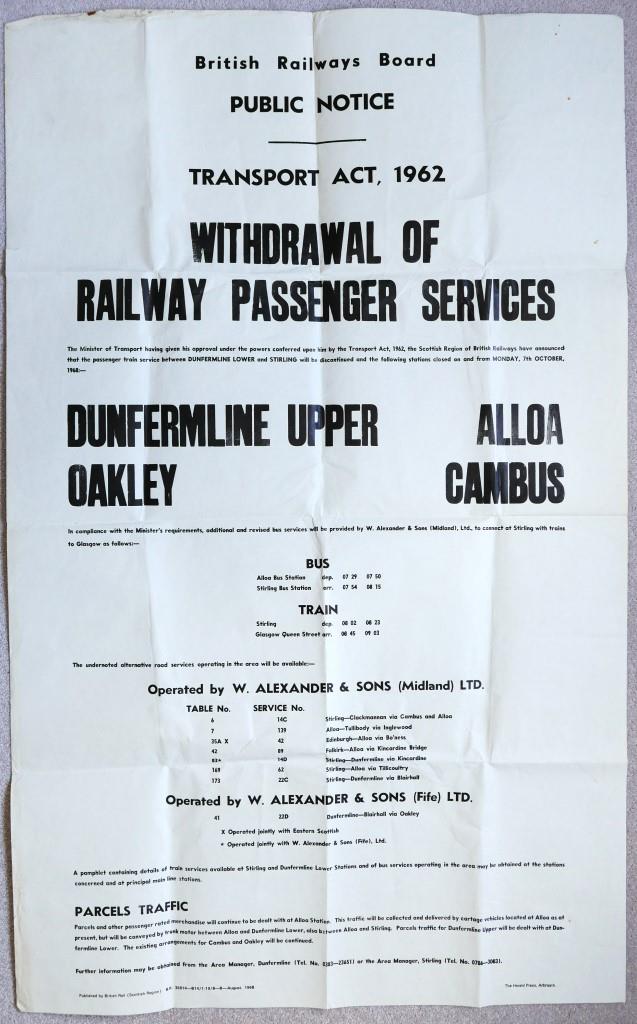 British Railways Board
PUBLIC NOTICE
TRANSPORT ACT, 1962
WITHDRAWAL OF
RAILWAY PASSENGER SERVICES
The Minister of Transport having given his approval under the powers conferred upon him by the Transport Act, 1962, the Scottish Region of British Railways have announced
that the passenger train service between DUNFERMLINE LOWER and STIRLING will be discontinued and the following stations closed on and from MONDAY, 7th OCTOBER,
1968:—
DUNFERMLINE UPPER ALLOA
OAKLEY CAMBUS
In compliance with the Minister's requirements, additional and revised bus services will be provided by W. Alexander & Sons (Midland), Ltd., to connect at Stirling with trains
to Glasgow as follows:—
BUS
Alloa Bus Station dep. 07 29 07 50
Stirling Bus Station arr. 07 54 08 15
TRAIN
Stirling dep. 08 02 08 23
Glasgow Queen Street arr. 08 45 09 03
The undernoted alternative road services operating in the area will be available:—
Operated by W. ALEXANDER & SONS (Midland) LTD.
TABLE No. SERVICE No.
6 14C Stirling—Clackmannan via Cambus and Alloa
7 139 Alloa—Tullibody via Inglewood
35A X 42 Edinburgh—Alloa via Bo'ness
42 89 Falkirk—Alloa via Kincardine Bridge
83* 14D Stirling—Dunfermline via Kincardine
169 62 Stirling—Alloa via Tillicoultry
173 22C Stirling—Dunfermline via Blairhall
Operated by W. ALEXANDER & SONS (Fife) LTD.
41 22D Dunfermline—Blairhall via Oakley
X Operated jointly with Eastern Scottish
* Operated jointly with W. Alexander & Sons (Fife), Ltd.
A pamphlet containing details of train services available at Stirling and Dunfermline Lower Stations and of bus services operating in the area may be obtained at the stations
concerned and at principal main line stations.
PARCELS TRAFFIC
Parcels and other passenger rated merchandise will continue to be dealt with at Alloa Station. This traffic will be collected and delivered by cartage vehicles located at Alloa as at
present, but will be conveyed by trunk motor between Alloa and Dunfermline Lower, also between Alloa and Stirling. Parcels traffic for Dunfermline Upper will be dealt with at Dun-
fermline Lower. The existing arrangements for Cambus and Oakley will be continued.
Further information may be obtained from the Area Manager, Dunfermline (Tel. No. 0383—23651) or the Area Manager, Stirling (Tel. No. 0786—3083).
Published by British Rail (Scottish Region) August 1968
The Herald Press, Arbroath.